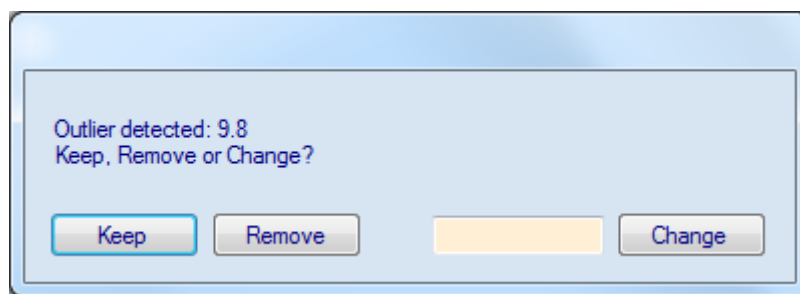 Outlier detected: 9.8
Keep, Remove or Change?
Keep Remove Change